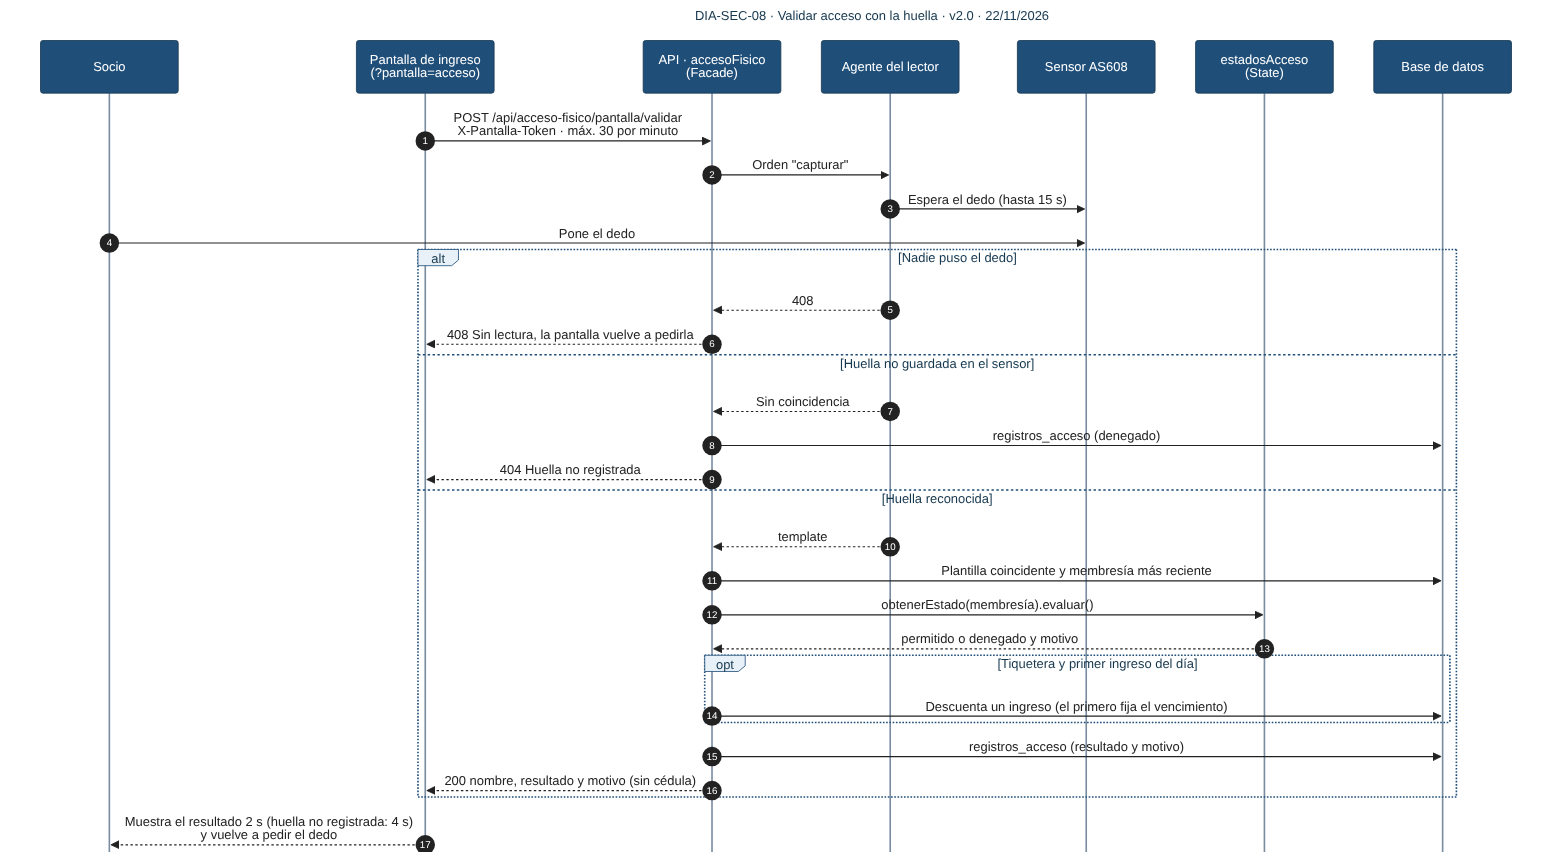 DIA-SEC-08 · Validar acceso con la huella · v2.0 · 22/11/2026
Socio
Pantalla de ingreso
(?pantalla=acceso)
API · accesoFisico
(Facade)
Agente del lector
Sensor AS608
estadosAcceso
(State)
Base de datos
POST /api/acceso-fisico/pantalla/validar
X-Pantalla-Token · máx. 30 por minuto
1
2
Orden "capturar"
3
Espera el dedo (hasta 15 s)
4
Pone el dedo
alt
[Nadie puso el dedo]
408
5
408 Sin lectura, la pantalla vuelve a pedirla
6
[Huella no guardada en el sensor]
Sin coincidencia
7
8
registros_acceso (denegado)
404 Huella no registrada
9
[Huella reconocida]
template
10
11
Plantilla coincidente y membresía más reciente
12
obtenerEstado(membresía).evaluar()
permitido o denegado y motivo
13
opt
[Tiquetera y primer ingreso del día]
14
Descuenta un ingreso (el primero fija el vencimiento)
15
registros_acceso (resultado y motivo)
200 nombre, resultado y motivo (sin cédula)
16
Muestra el resultado 2 s (huella no registrada: 4 s)
y vuelve a pedir el dedo
17